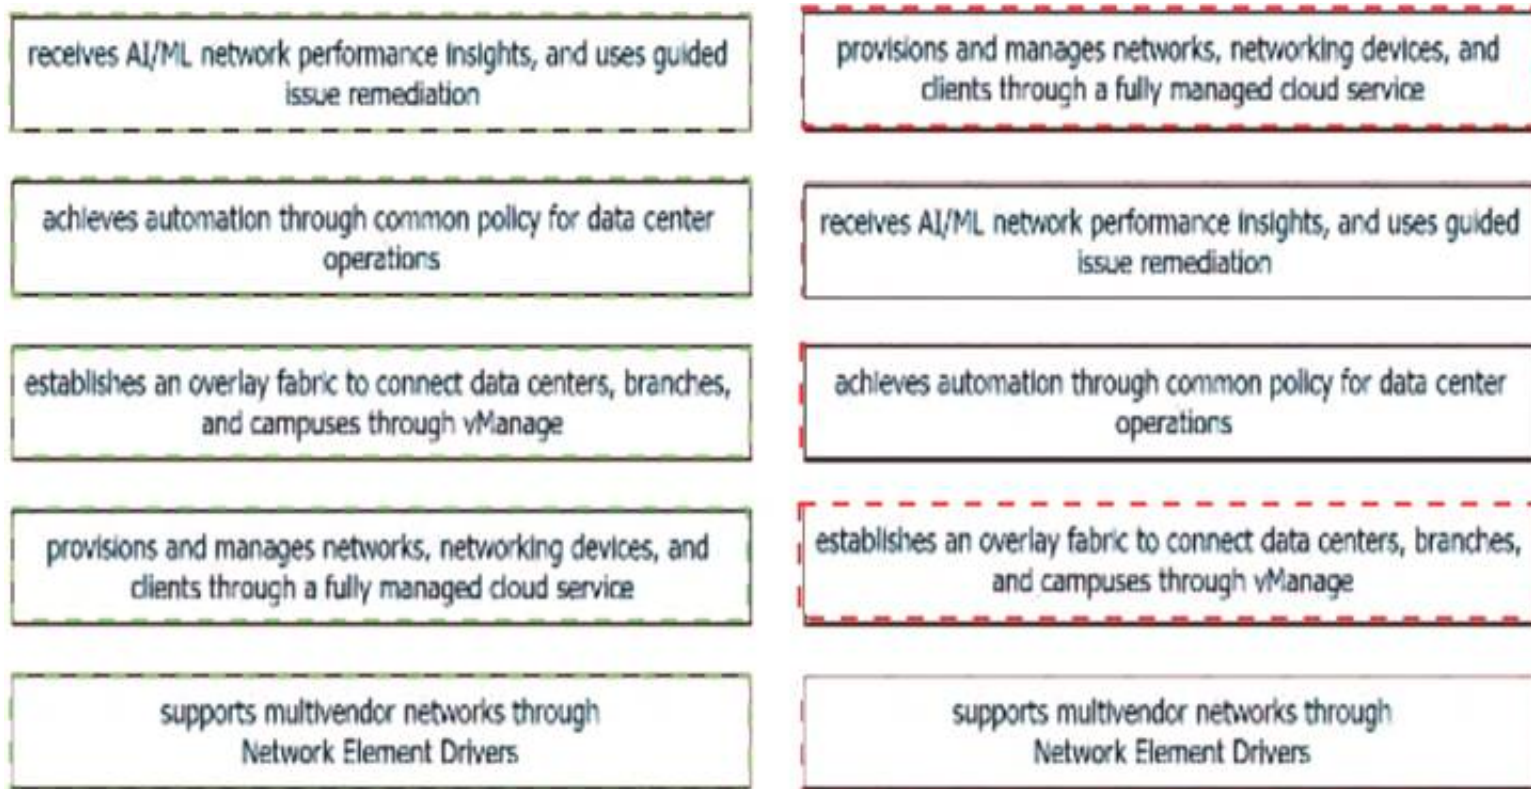 receives AI/ML network performance insights, and uses guided
issue remediation
achieves automation through common policy for data center
operations
establishes an overlay fabric to connect data centers, branches,
and campuses through vManage
provisions and manages networks, networking devices, and
clients through a fully managed cloud service
supports multivendor networks through
Network Element Drivers
provisions and manages networks, networking devices, and
clients through a fully managed cloud service
receives AI/ML network performance insights, and uses guided
issue remediation
achieves automation through common policy for data center
operations
establishes an overlay fabric to connect data centers, branches,
and campuses through vManage
supports multivendor networks through
Network Element Drivers